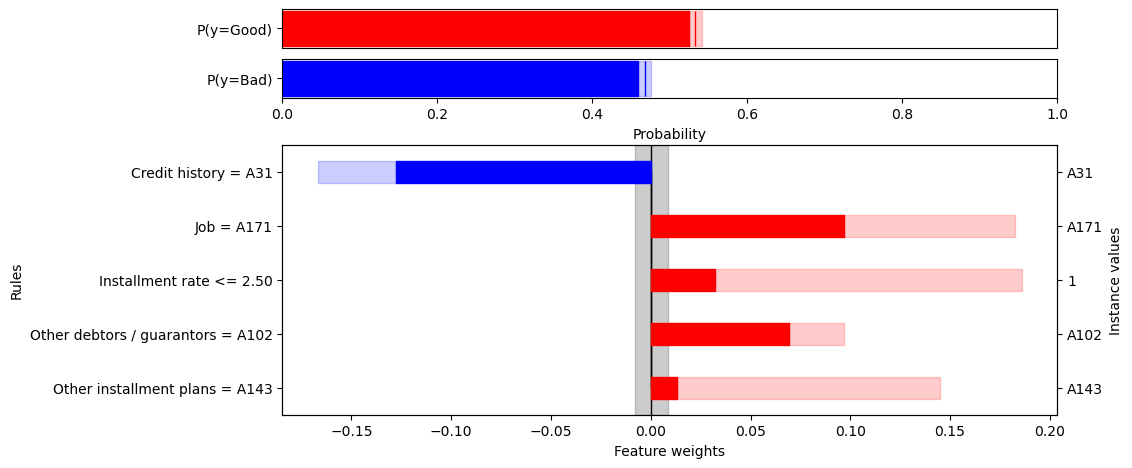 P(y=Good)
P(y=Bad)
0.0 0.2 0.4 0.6 0.8 1.0
Probability
Credit history = A31 A31
Job = A171 A171
Installment rate <= 2.50 1
Other debtors / guarantors = A102 A102
Other installment plans = A143 A143
Rules
Instance values
−0.15 −0.10 −0.05 0.00 0.05 0.10 0.15 0.20
Feature weights